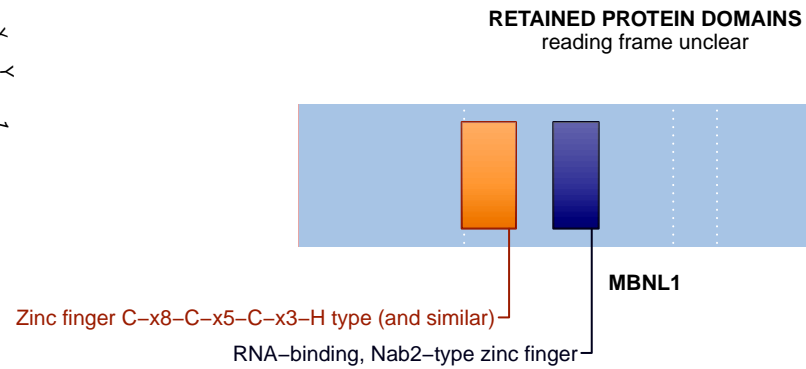 RETAINED PROTEIN DOMAINS
reading frame unclear
MBNL1
Zinc finger C−x8−C−x5−C−x3−H type (and similar)
RNA−binding, Nab2−type zinc finger